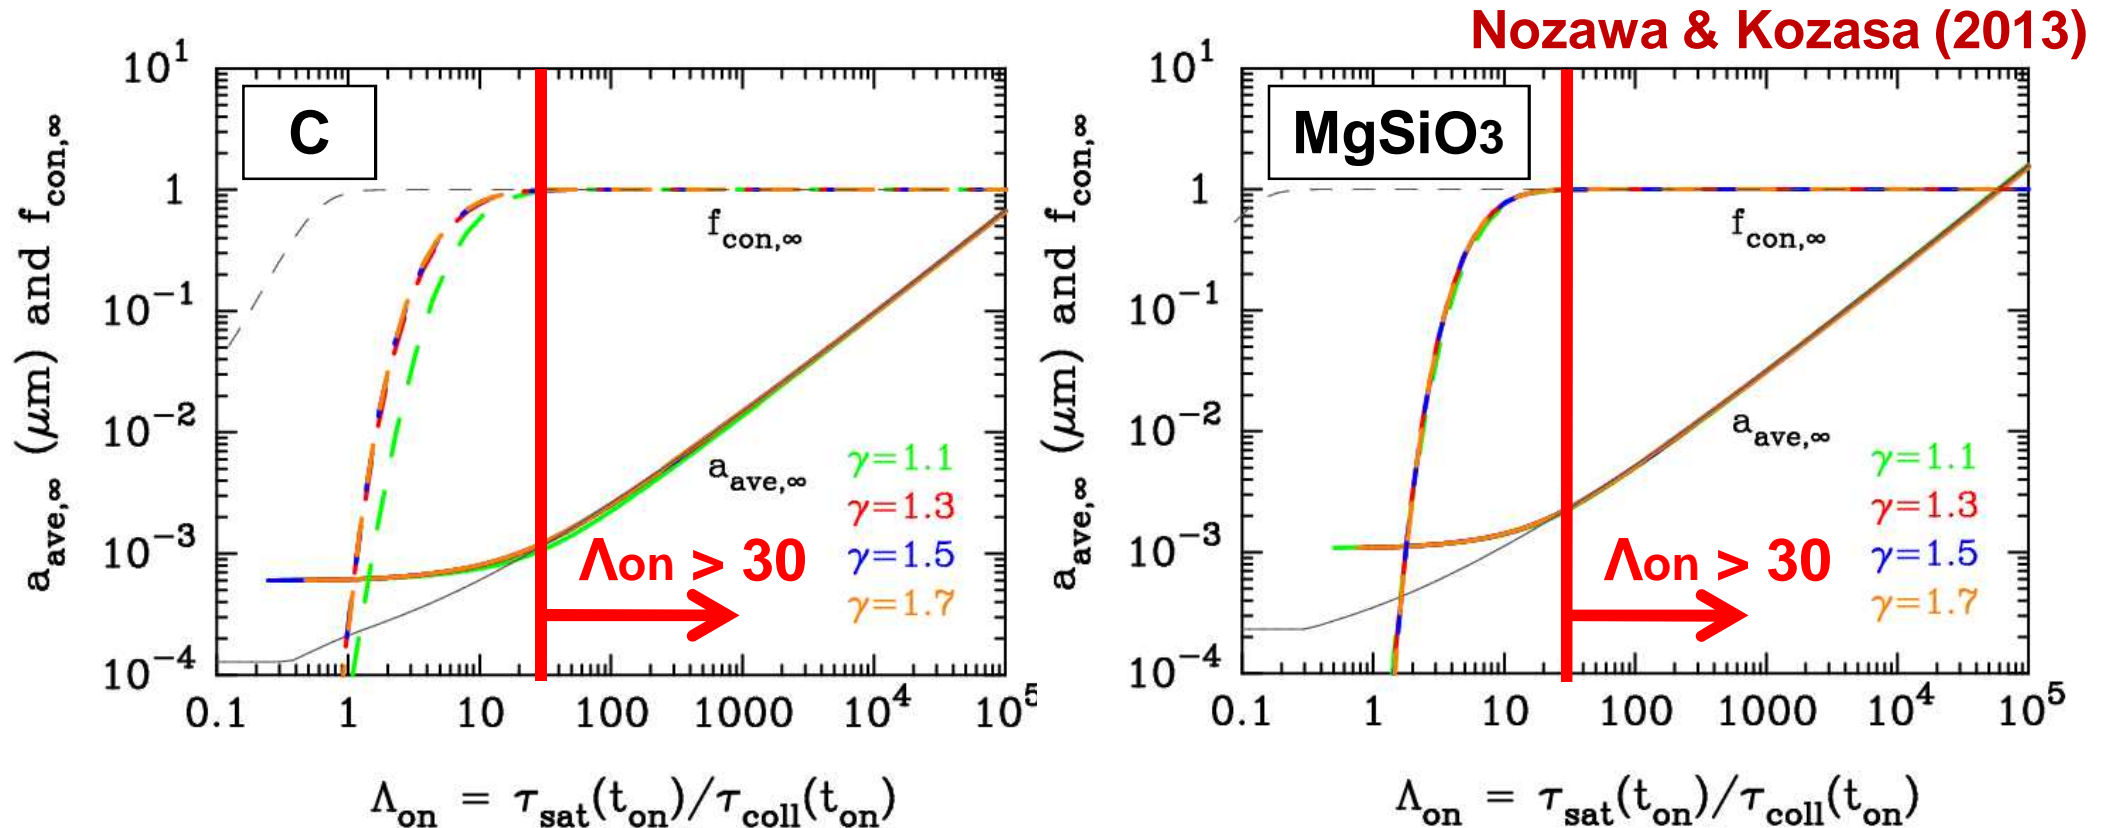 Nozawa & Kozasa (2013)
a_ave,∞ (μm) and f_con,∞
10^1
1
10^−1
10^−2
10^−3
10^−4
C
f_con,∞
a_ave,∞
γ=1.1
γ=1.3
γ=1.5
γ=1.7
Λon > 30
0.1 1 10 100 1000 10^4 10^5
Λ_on = τ_sat(t_on)/τ_coll(t_on)
a_ave,∞ (μm) and f_con,∞
10^1
1
10^−1
10^−2
10^−3
10^−4
MgSiO3
f_con,∞
a_ave,∞
γ=1.1
γ=1.3
γ=1.5
γ=1.7
Λon > 30
0.1 1 10 100 1000 10^4 10^5
Λ_on = τ_sat(t_on)/τ_coll(t_on)